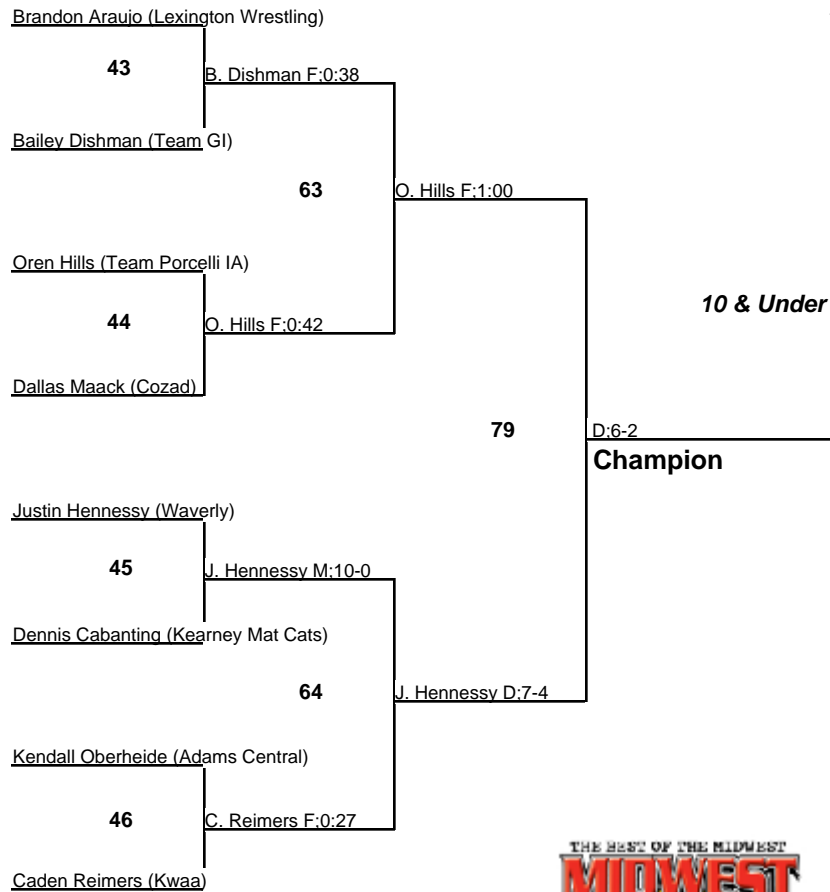 Brandon Araujo (Lexington Wrestling)
43
B. Dishman F;0:38
Bailey Dishman (Team GI)
63
O. Hills F;1:00
Oren Hills (Team Porcelli IA)
10 & Under
44
O. Hills F;0:42
Dallas Maack (Cozad)
79
D;6-2
Champion
Justin Hennessy (Waverly)
45
J. Hennessy M;10-0
Dennis Cabanting (Kearney Mat Cats)
64
J. Hennessy D;7-4
Kendall Oberheide (Adams Central)
46
C. Reimers F;0:27
THE BEST OF THE MIDWEST
MIDWEST
Caden Reimers (Kwaa)